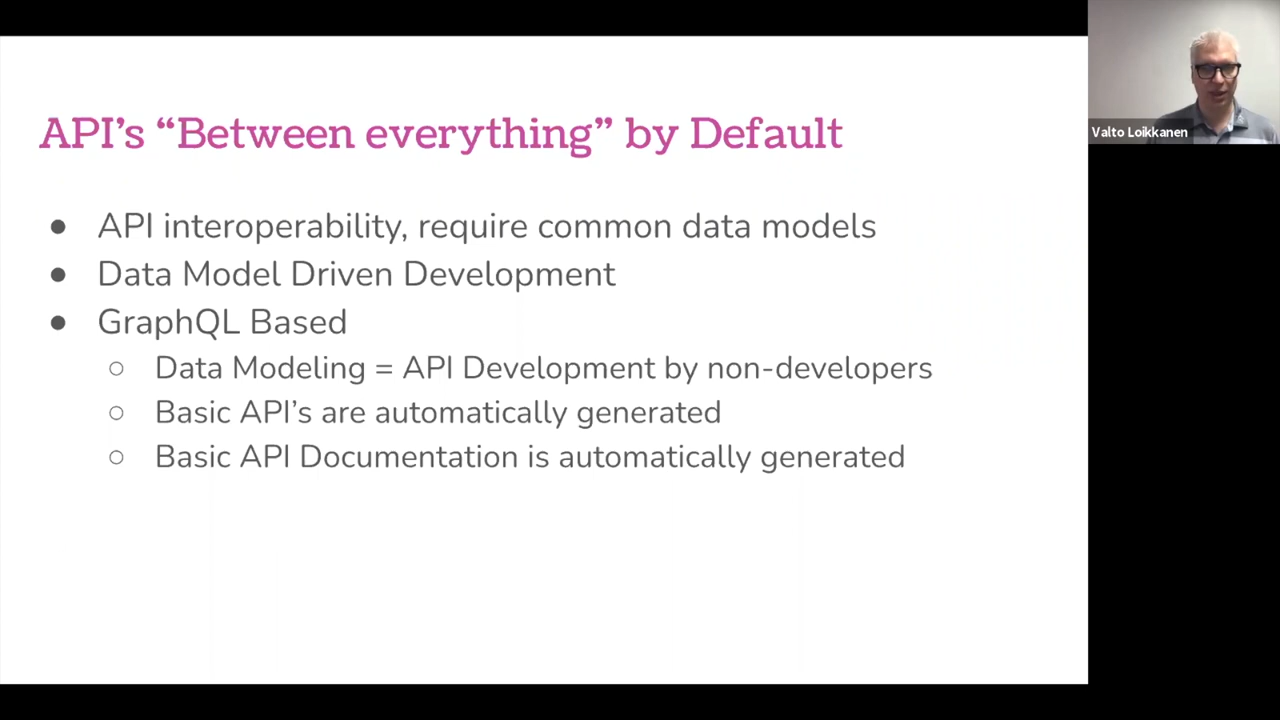 API's “Between everything” by Default
● API interoperability, require common data models
● Data Model Driven Development
● GraphQL Based
○ Data Modeling = API Development by non-developers
○ Basic API's are automatically generated
○ Basic API Documentation is automatically generated
Valto Loikkanen